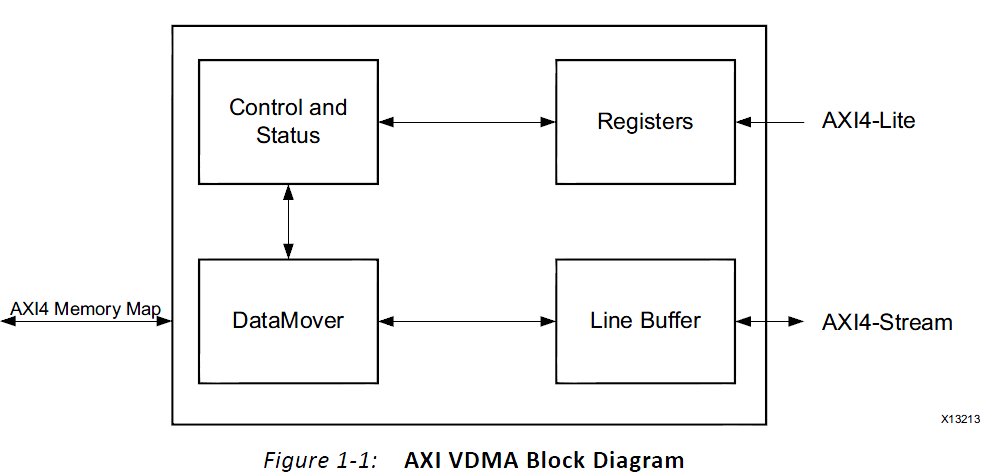 Control and
Status
Registers
AXI4-Lite
AXI4 Memory Map
DataMover
Line Buffer
AXI4-Stream
X13213
Figure 1-1: AXI VDMA Block Diagram